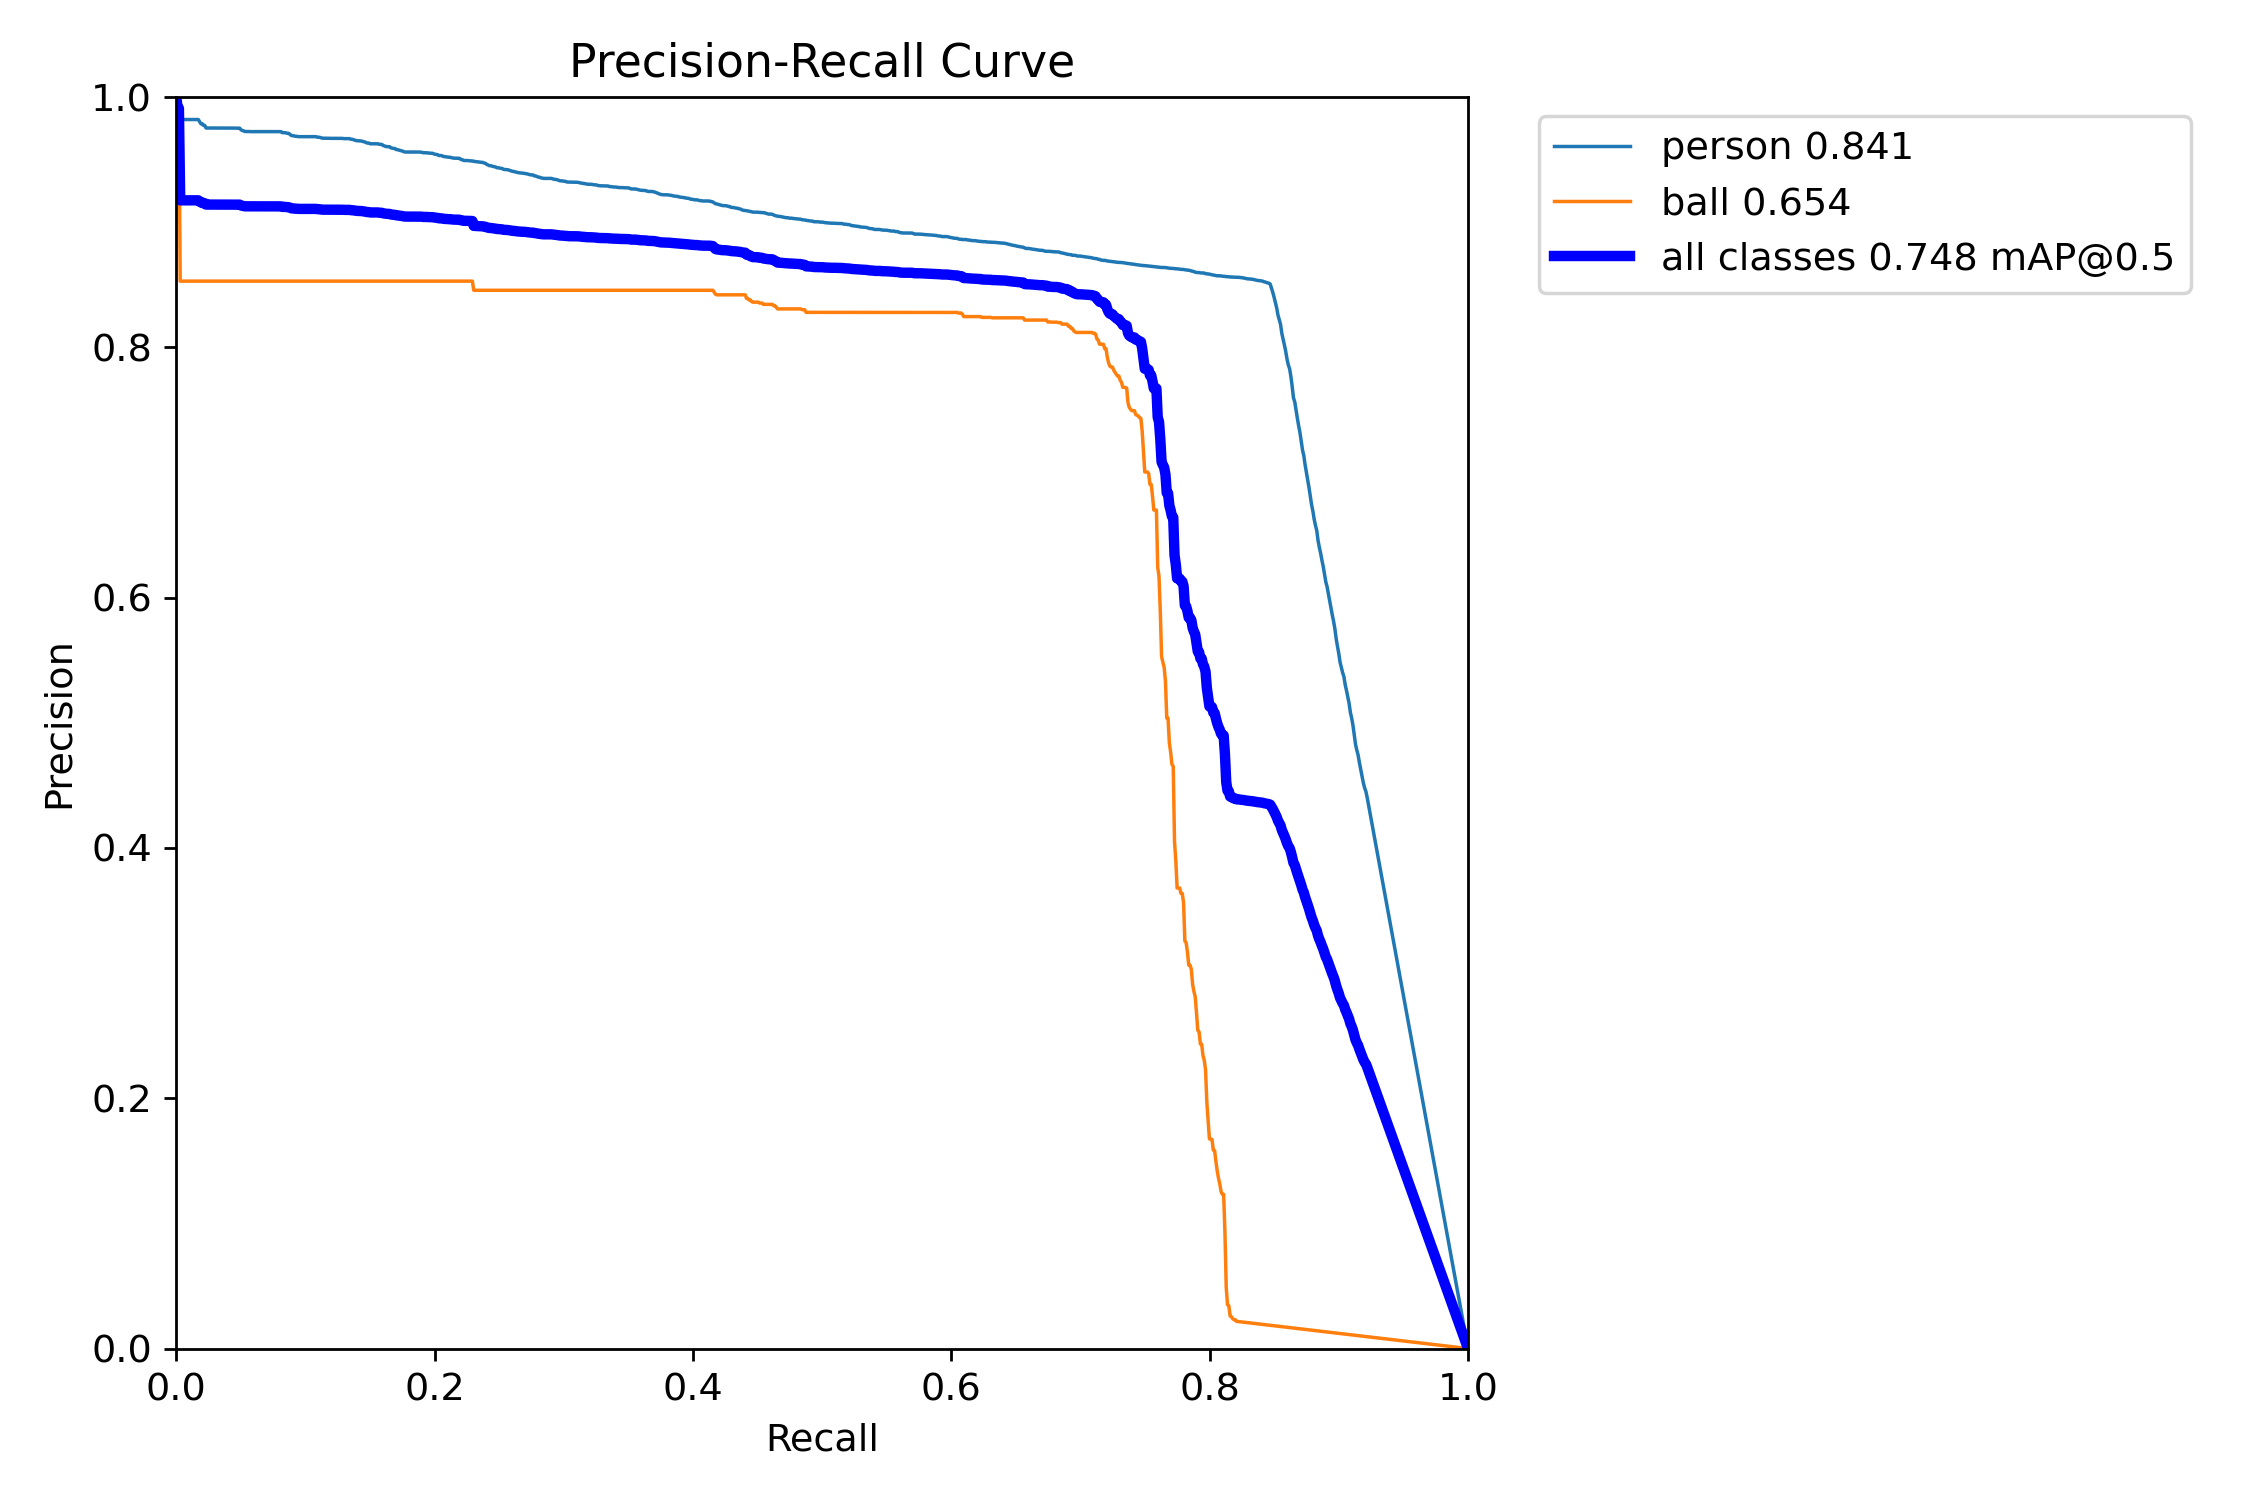 Precision-Recall Curve
person 0.841
ball 0.654
all classes 0.748 mAP@0.5
Precision
1.0
0.8
0.6
0.4
0.2
0.0
0.0 0.2 0.4 0.6 0.8 1.0
Recall